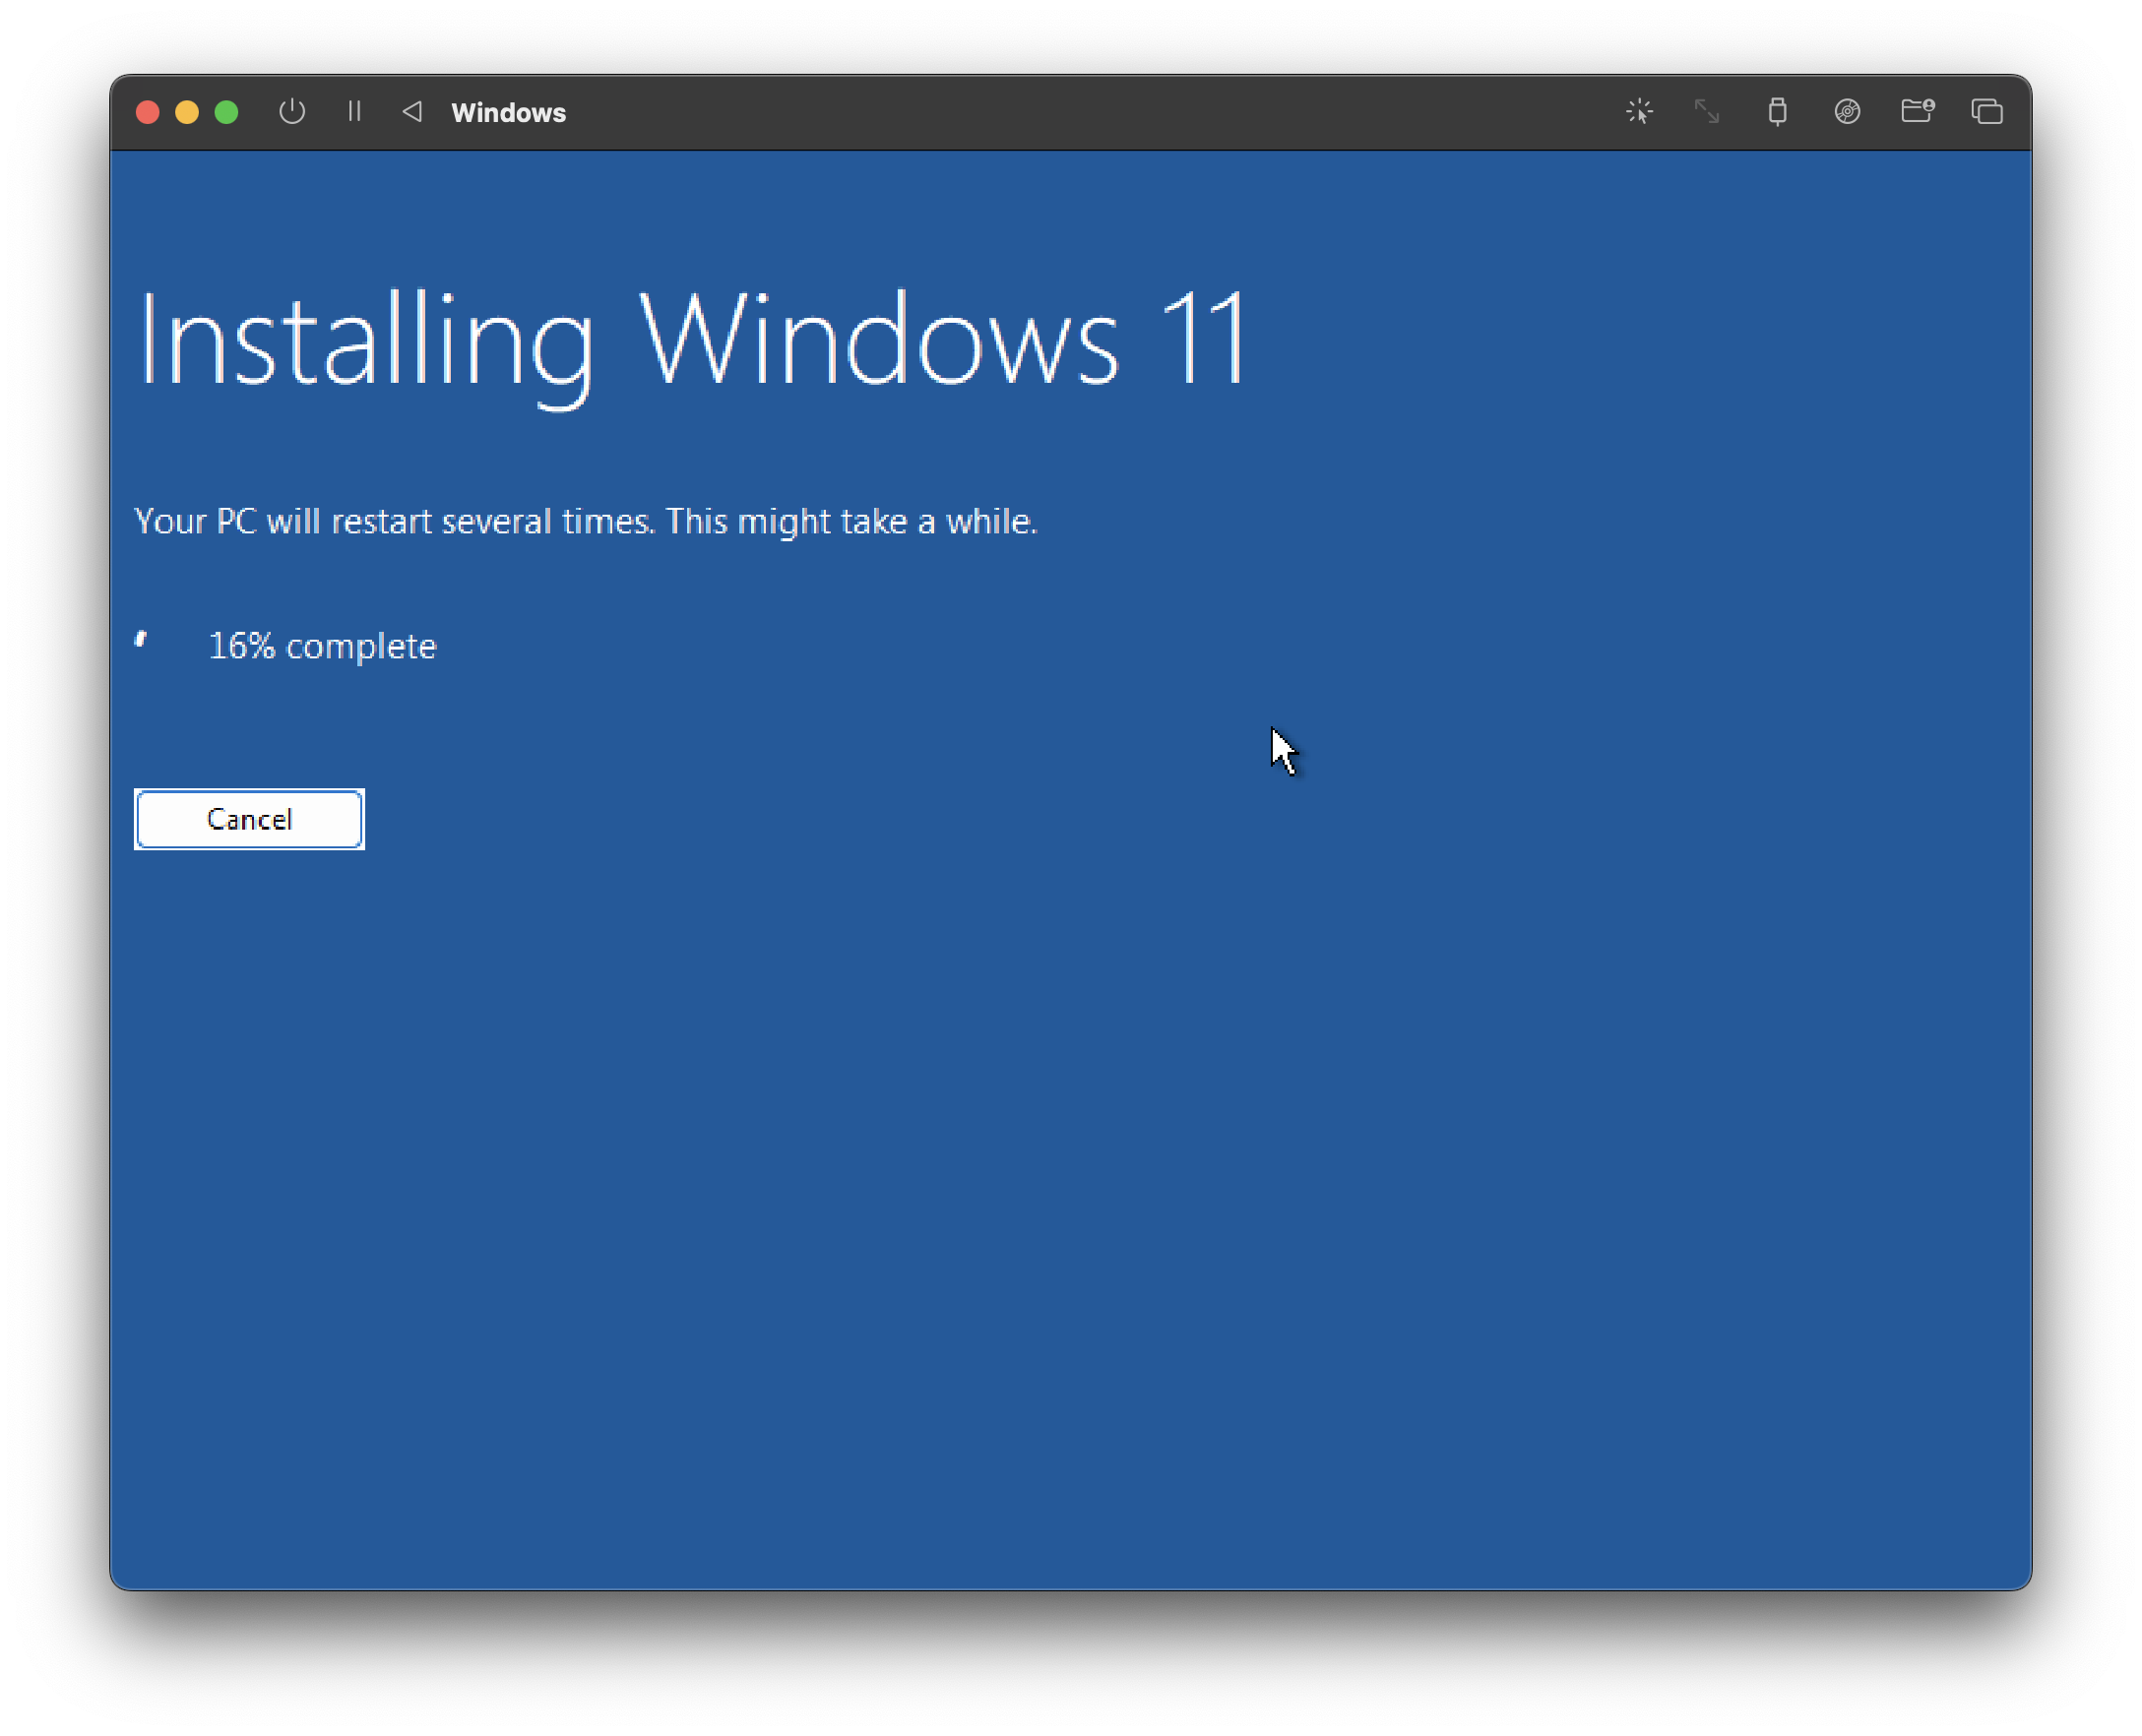 Windows
Installing Windows 11
Your PC will restart several times. This might take a while.
16% complete
Cancel